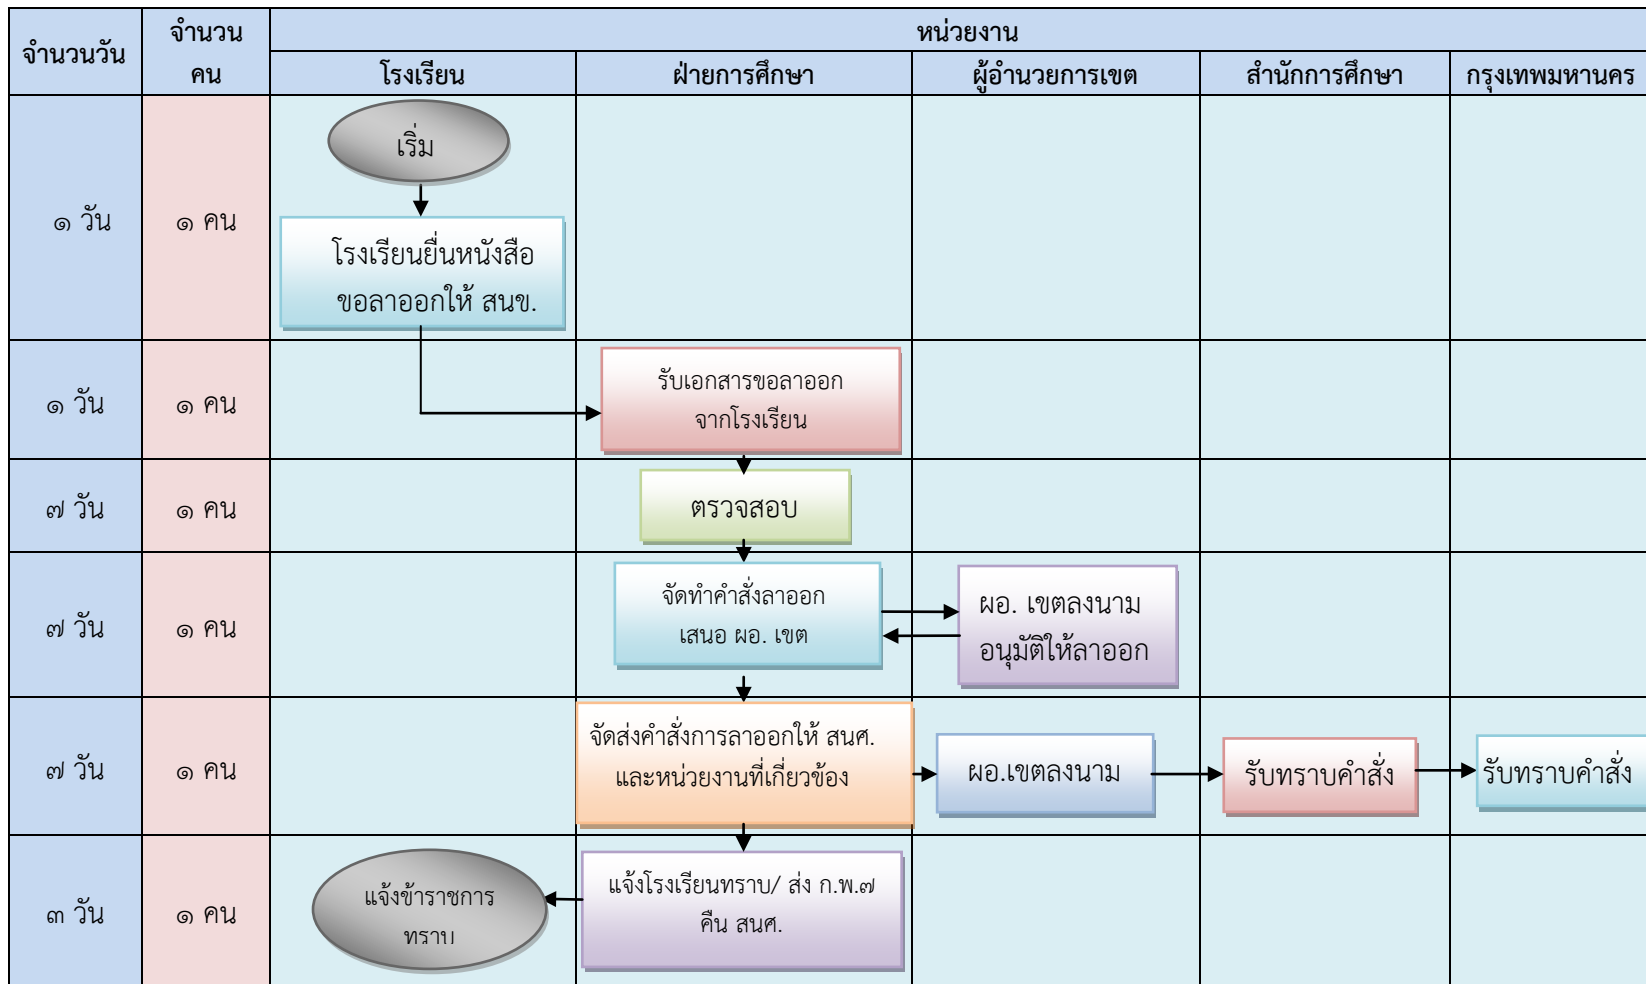 จำนวนวัน
จำนวน
คน
หน่วยงาน
โรงเรียน
ฝ่ายการศึกษา
ผู้อำนวยการเขต
สำนักการศึกษา
กรุงเทพมหานคร
๑ วัน
๑ คน
เริ่ม
โรงเรียนยื่นหนังสือ
ขอลาออกให้ สนข.
๑ วัน
๑ คน
รับเอกสารขอลาออก
จากโรงเรียน
๗ วัน
๑ คน
ตรวจสอบ
๗ วัน
๑ คน
จัดทำคำสั่งลาออก
เสนอ ผอ. เขต
ผอ. เขตลงนาม
อนุมัติให้ลาออก
๗ วัน
๑ คน
จัดส่งคำสั่งการลาออกให้ สนศ.
และหน่วยงานที่เกี่ยวข้อง
ผอ.เขตลงนาม
รับทราบคำสั่ง
รับทราบคำสั่ง
๓ วัน
๑ คน
แจ้งข้าราชการ
ทราบ
แจ้งโรงเรียนทราบ/ ส่ง ก.พ.๗
คืน สนศ.